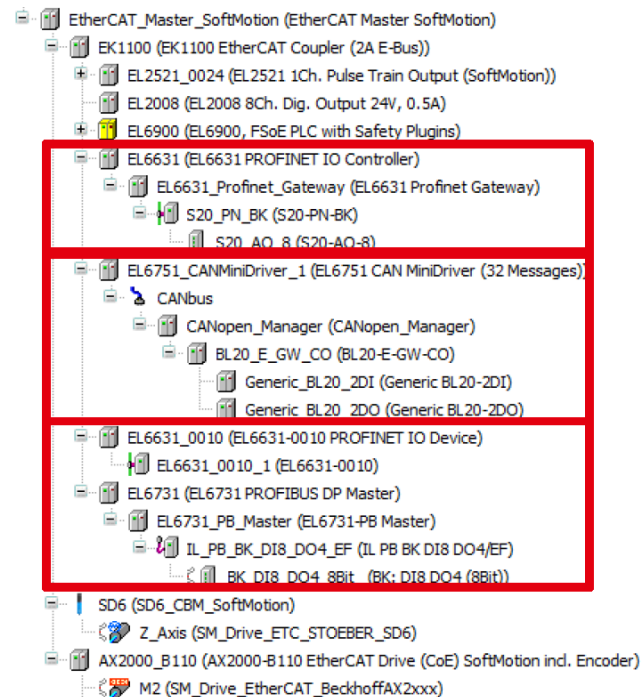 EtherCAT_Master_SoftMotion (EtherCAT Master SoftMotion)
EK1100 (EK1100 EtherCAT Coupler (2A E-Bus))
EL2521_0024 (EL2521 1Ch. Pulse Train Output (SoftMotion))
EL2008 (EL2008 8Ch. Dig. Output 24V, 0.5A)
EL6900 (EL6900, FSoE PLC with Safety Plugins)
EL6631 (EL6631 PROFINET IO Controller)
EL6631_Profinet_Gateway (EL6631 Profinet Gateway)
S20_PN_BK (S20-PN-BK)
S20_AO_8 (S20-AO-8)
EL6751_CANMiniDriver_1 (EL6751 CAN MiniDriver (32 Messages))
CANbus
CANopen_Manager (CANopen_Manager)
BL20_E_GW_CO (BL20-E-GW-CO)
Generic_BL20_2DI (Generic BL20-2DI)
Generic_BL20_2DO (Generic BL20-2DO)
EL6631_0010 (EL6631-0010 PROFINET IO Device)
EL6631_0010_1 (EL6631-0010)
EL6731 (EL6731 PROFIBUS DP Master)
EL6731_PB_Master (EL6731-PB Master)
IL_PB_BK_DI8_DO4_EF (IL PB BK DI8 DO4/EF)
BK_DI8_DO4_8Bit_ (BK: DI8 DO4 (8Bit))
SD6 (SD6_CBM_SoftMotion)
Z_Axis (SM_Drive_ETC_STOEBER_SD6)
AX2000_B110 (AX2000-B110 EtherCAT Drive (CoE) SoftMotion incl. Encoder)
M2 (SM_Drive_EtherCAT_BeckhoffAX2xxx)